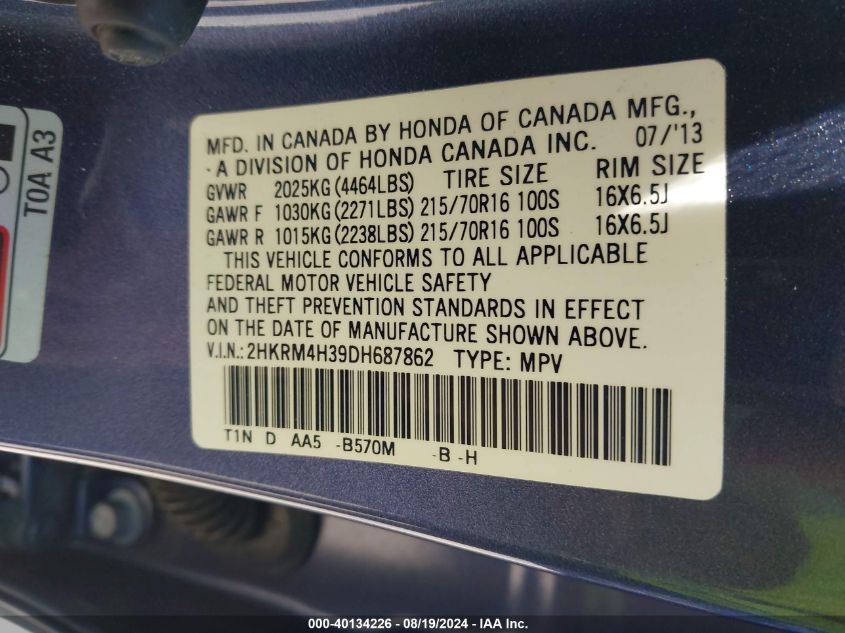 TOA A3
MFD. IN CANADA BY HONDA OF CANADA MFG.,
A DIVISION OF HONDA CANADA INC. 07/'13
GVWR 2025KG (4464LBS) TIRE SIZE RIM SIZE
GAWR F 1030KG (2271LBS) 215/70R16 100S 16X6.5J
GAWR R 1015KG (2238LBS) 215/70R16 100S 16X6.5J
THIS VEHICLE CONFORMS TO ALL APPLICABLE
FEDERAL MOTOR VEHICLE SAFETY
AND THEFT PREVENTION STANDARDS IN EFFECT
ON THE DATE OF MANUFACTURE SHOWN ABOVE.
V.I.N.: 2HKRM4H39DH687862 TYPE: MPV
T1N D AA5 -B570M -B -H
000-40134226 - 08/19/2024 - IAA Inc.